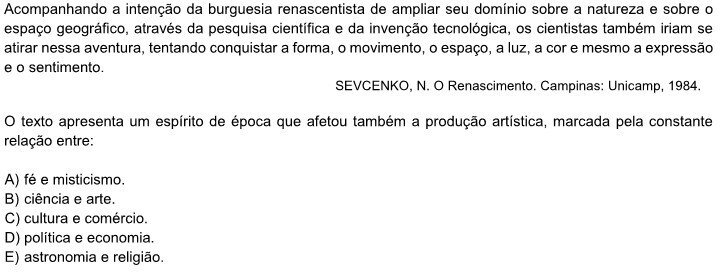 Acompanhando a intenção da burguesia renascentista de ampliar seu domínio sobre a natureza e sobre o
espaço geográfico, através da pesquisa científica e da invenção tecnológica, os cientistas também iriam se
atirar nessa aventura, tentando conquistar a forma, o movimento, o espaço, a luz, a cor e mesmo a expressão
e o sentimento.
SEVCENKO, N. O Renascimento. Campinas: Unicamp, 1984.
O texto apresenta um espírito de época que afetou também a produção artística, marcada pela constante
relação entre:
A) fé e misticismo.
B) ciência e arte.
C) cultura e comércio.
D) política e economia.
E) astronomia e religião.